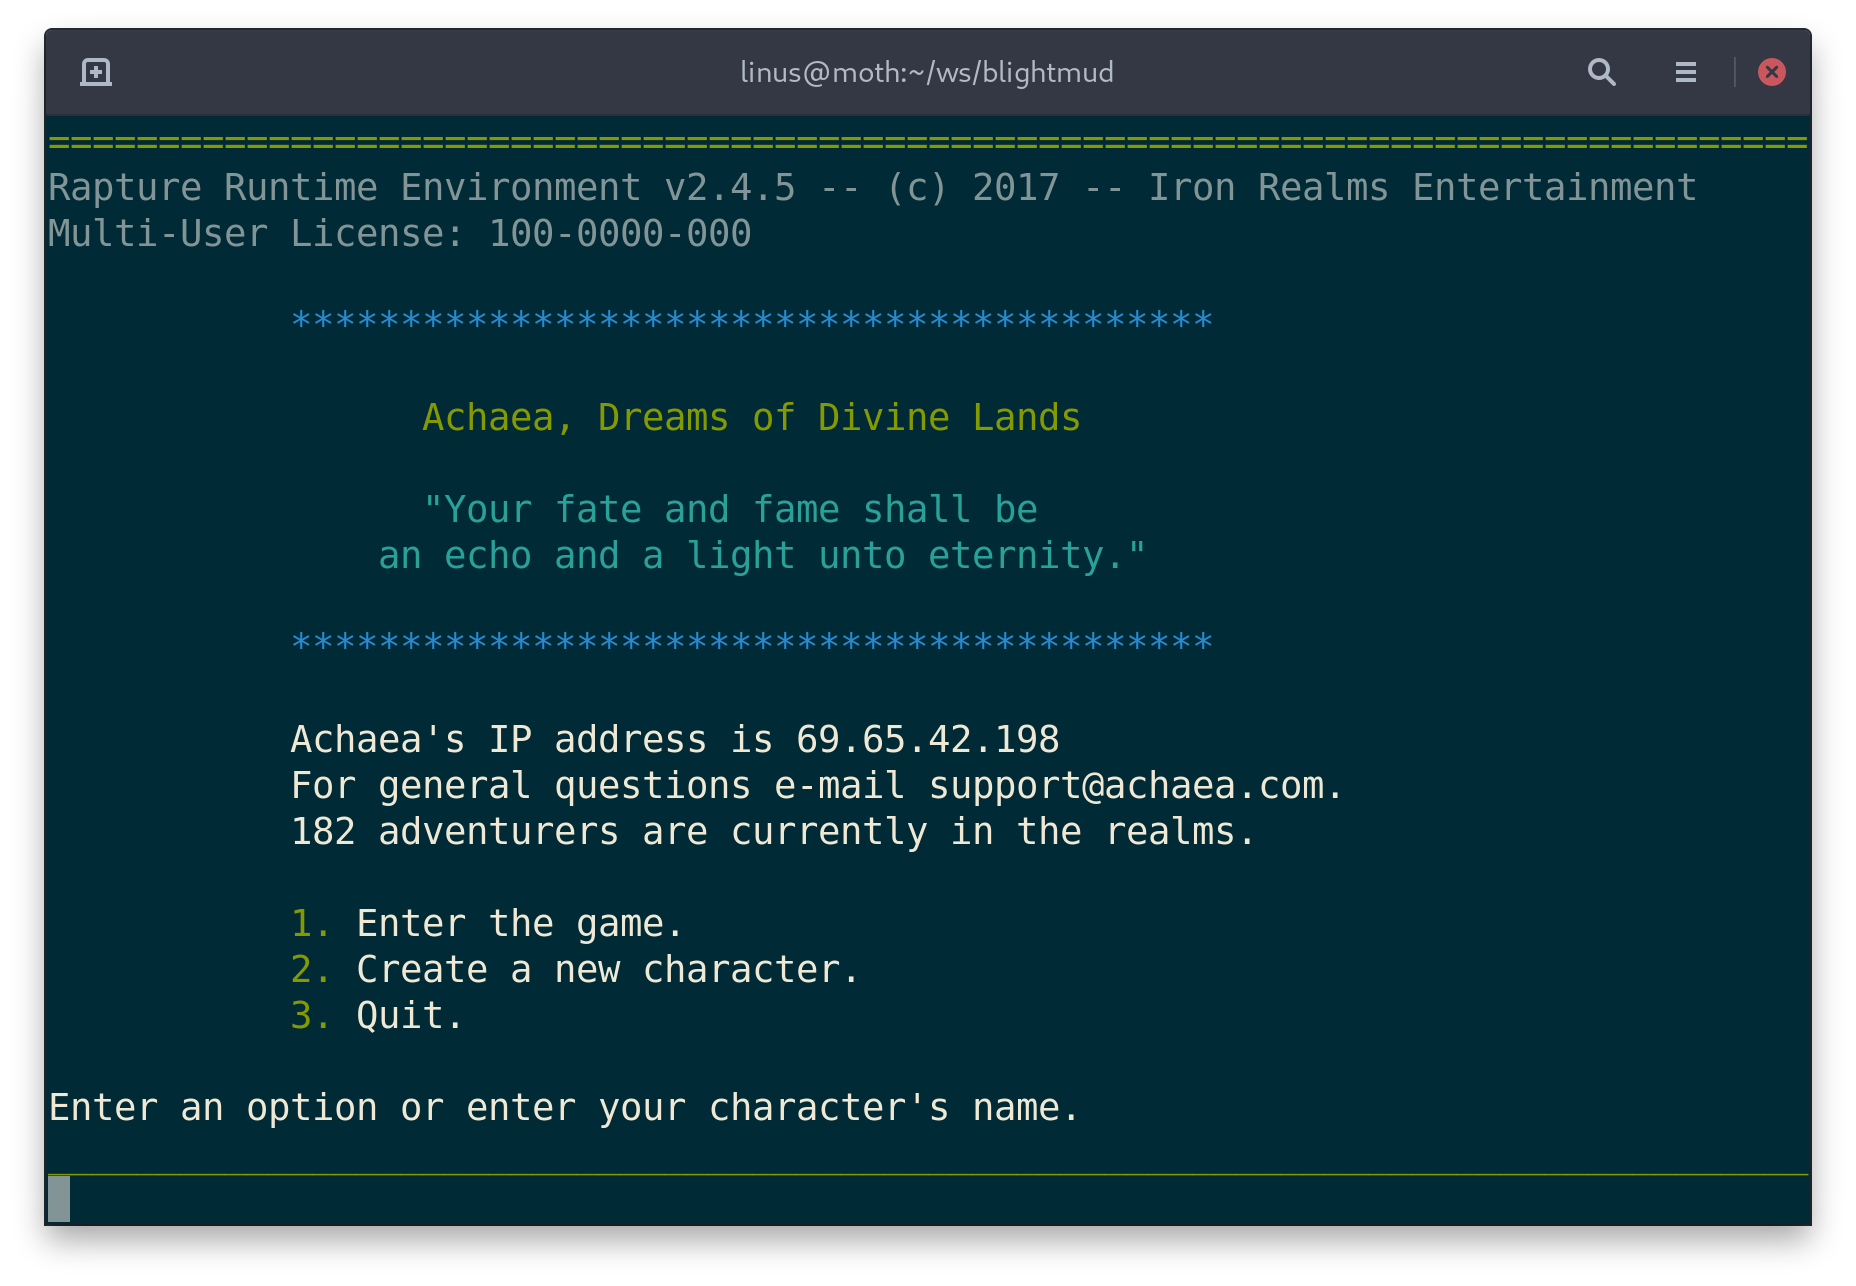 linus@moth:~/ws/blightmud
================================================================================
Rapture Runtime Environment v2.4.5 -- (c) 2017 -- Iron Realms Entertainment
Multi-User License: 100-0000-000
******************************************
Achaea, Dreams of Divine Lands
"Your fate and fame shall be
an echo and a light unto eternity."
******************************************
Achaea's IP address is 69.65.42.198
For general questions e-mail support@achaea.com.
182 adventurers are currently in the realms.
1. Enter the game.
2. Create a new character.
3. Quit.
Enter an option or enter your character's name.